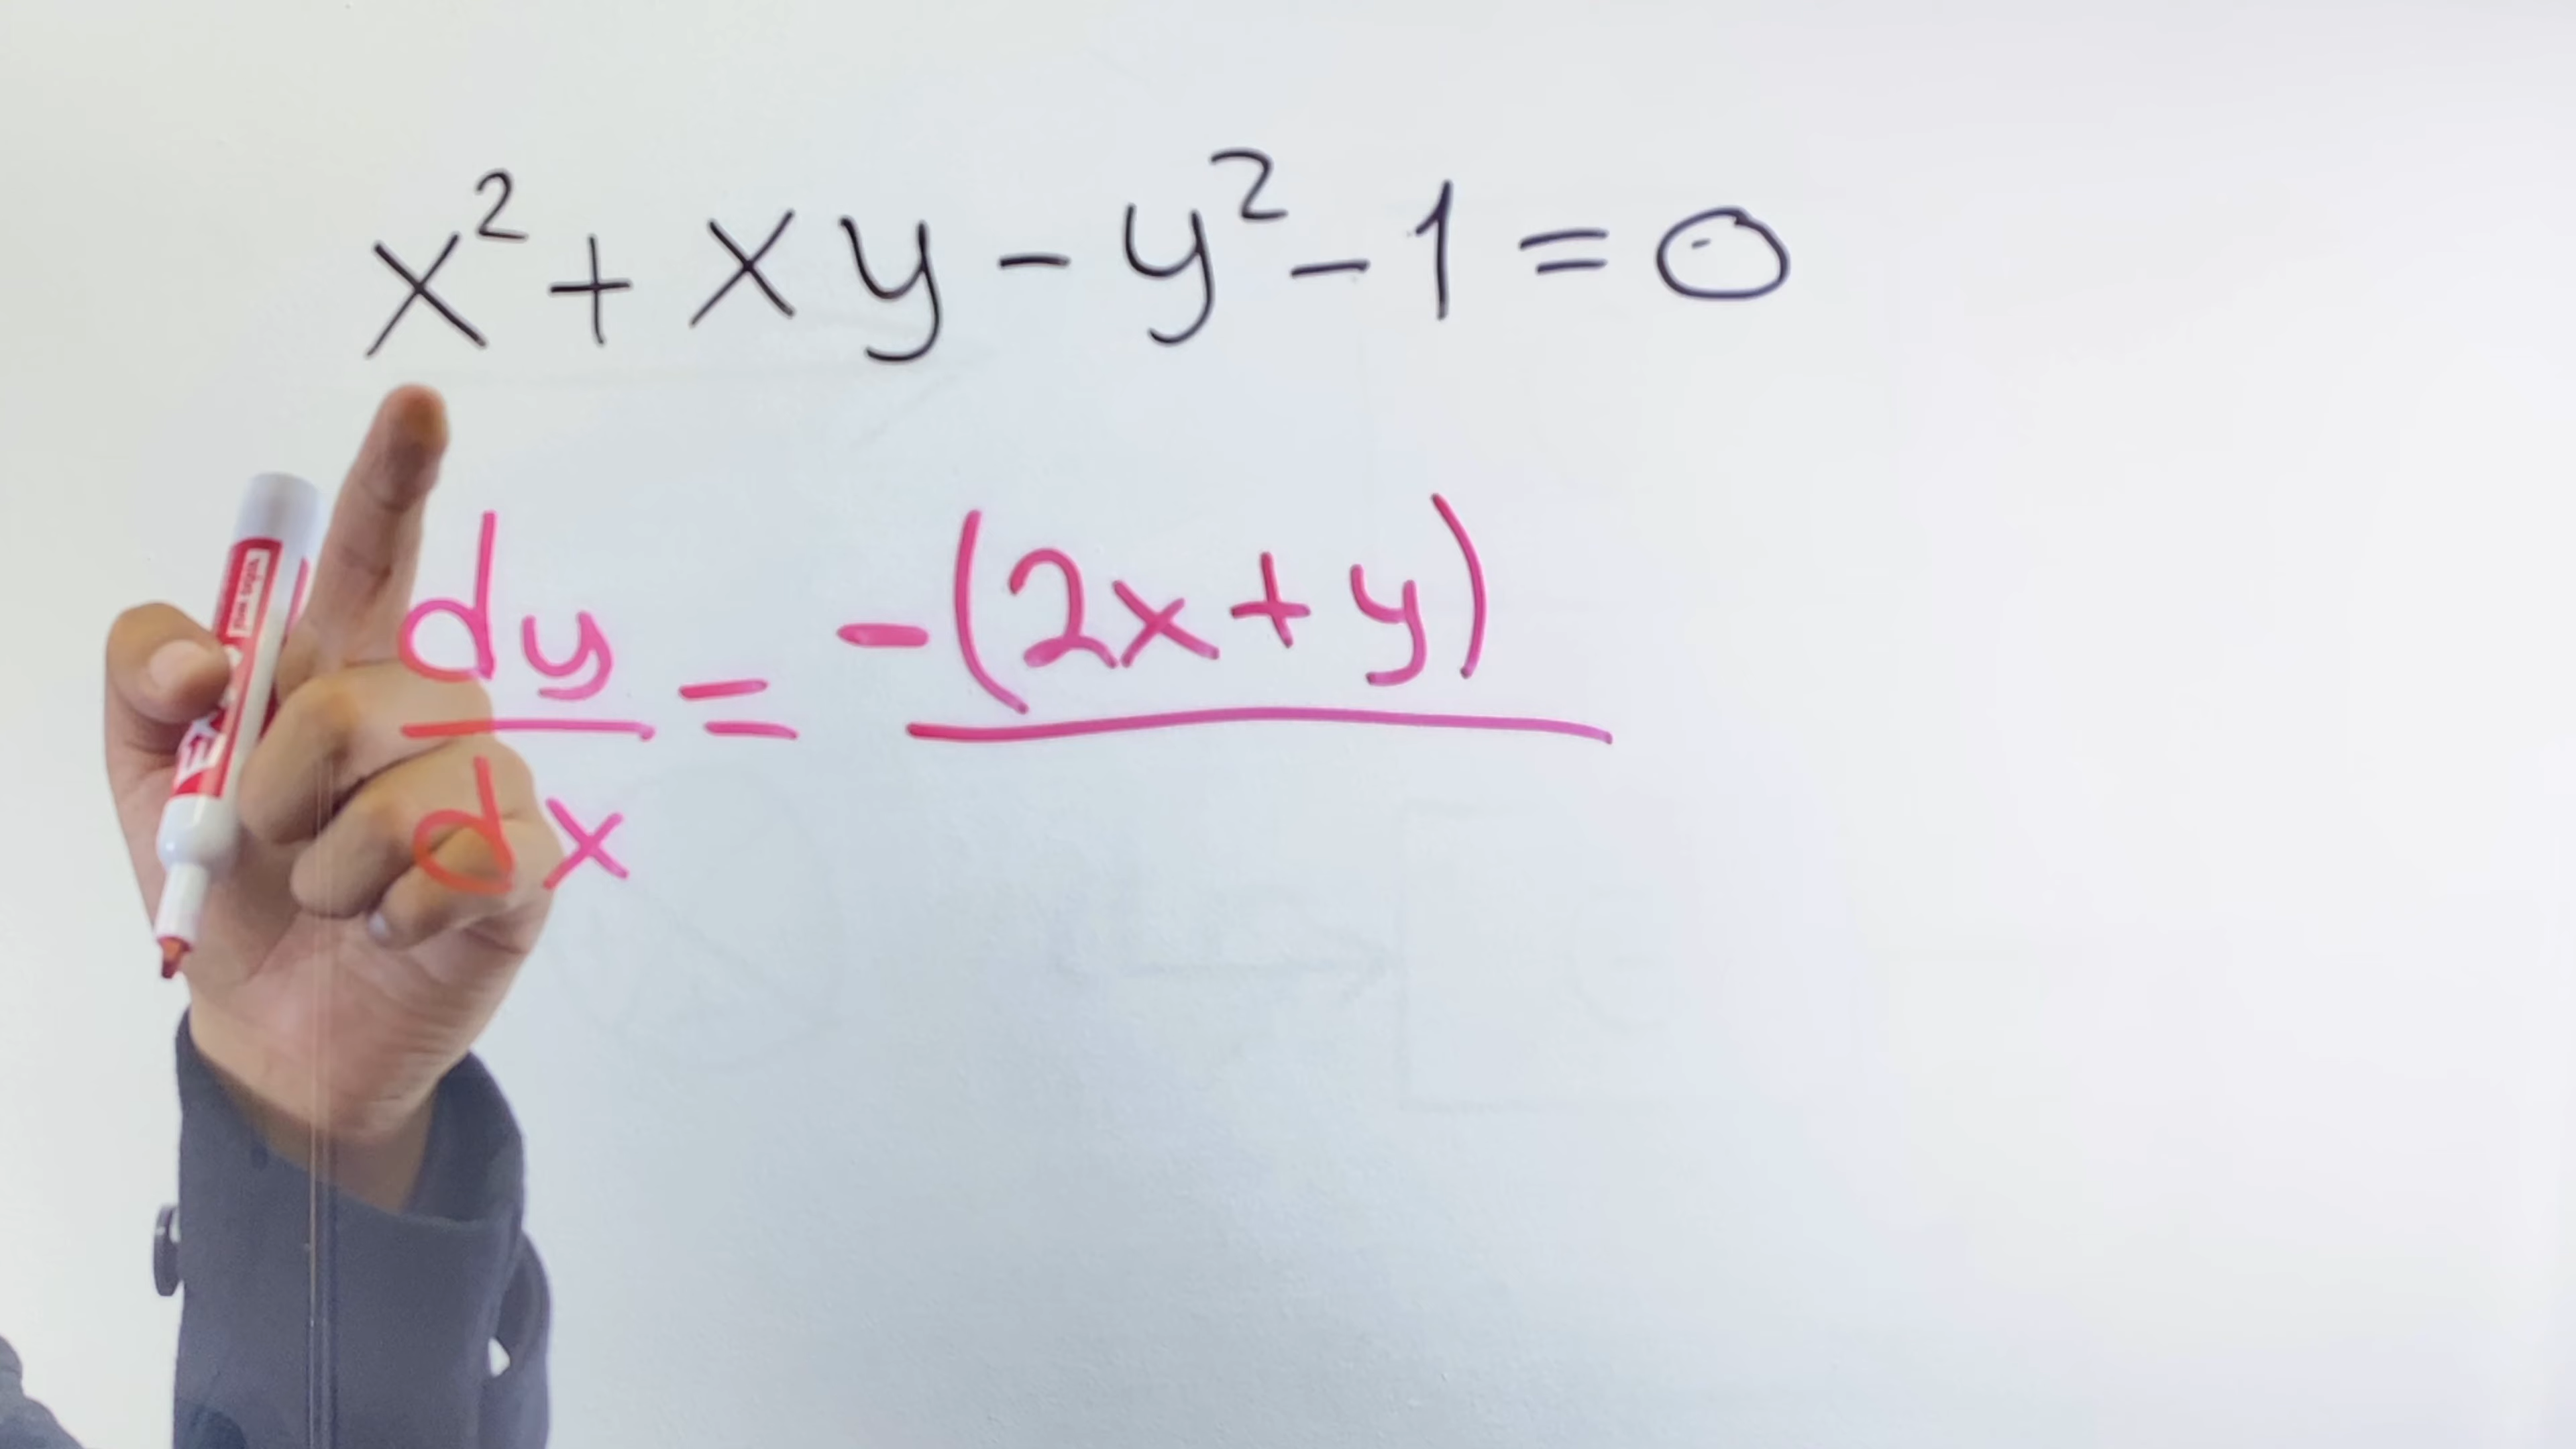 x² + xy - y² - 1 = 0
dy/dx = -(2x + y)/